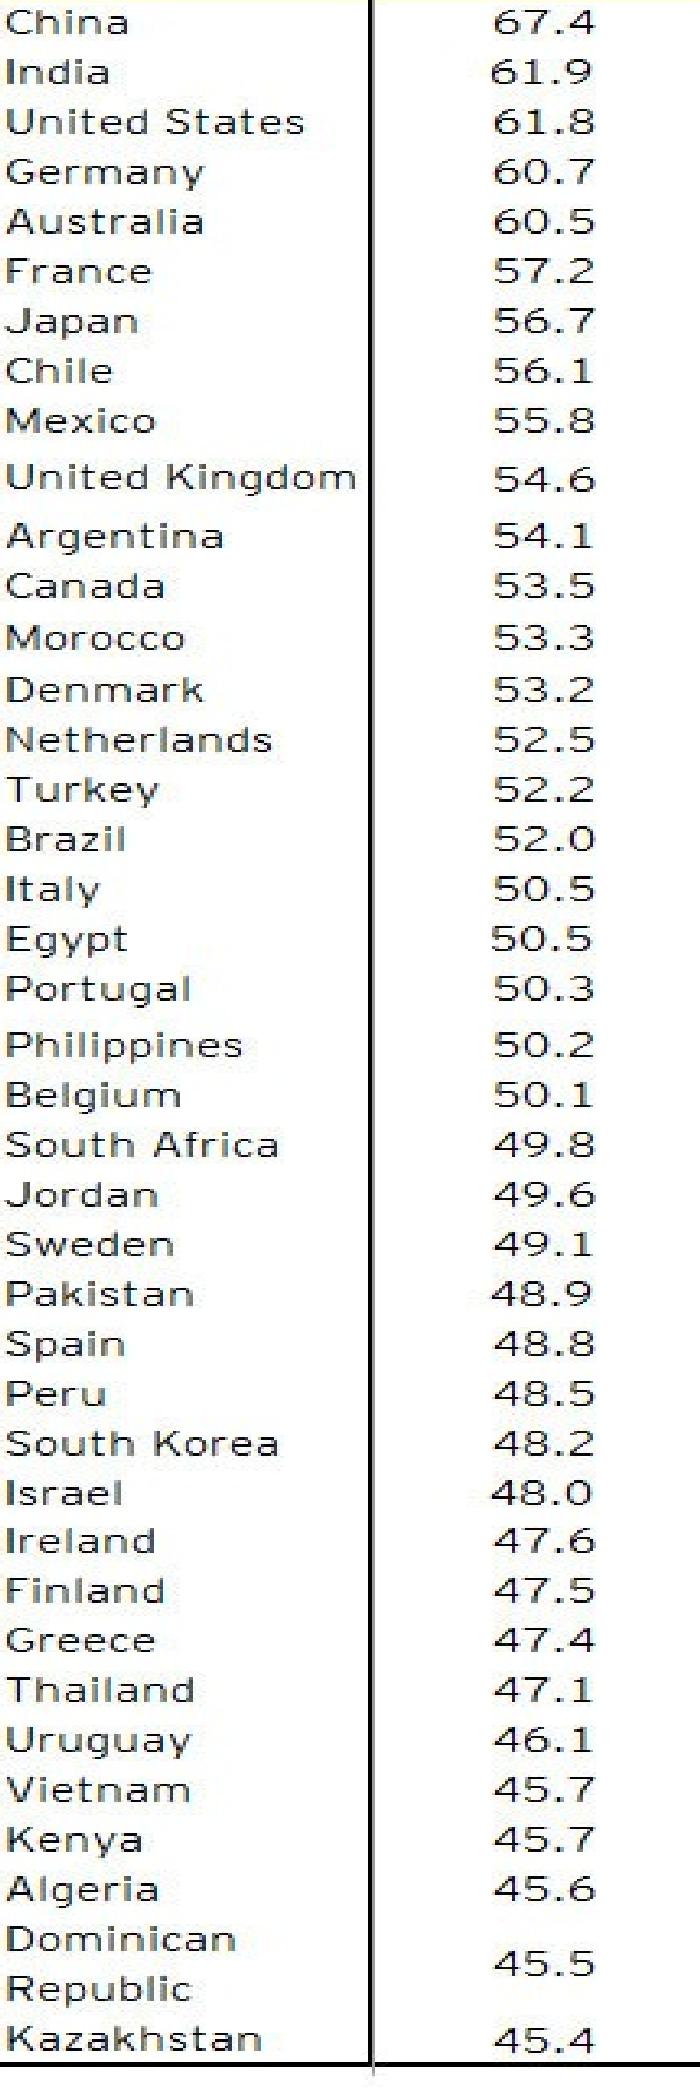 China 67.4
India 61.9
United States 61.8
Germany 60.7
Australia 60.5
France 57.2
Japan 56.7
Chile 56.1
Mexico 55.8
United Kingdom 54.6
Argentina 54.1
Canada 53.5
Morocco 53.3
Denmark 53.2
Netherlands 52.5
Turkey 52.2
Brazil 52.0
Italy 50.5
Egypt 50.5
Portugal 50.3
Philippines 50.2
Belgium 50.1
South Africa 49.8
Jordan 49.6
Sweden 49.1
Pakistan 48.9
Spain 48.8
Peru 48.5
South Korea 48.2
Israel 48.0
Ireland 47.6
Finland 47.5
Greece 47.4
Thailand 47.1
Uruguay 46.1
Vietnam 45.7
Kenya 45.7
Algeria 45.6
Dominican
Republic 45.5
Kazakhstan 45.4